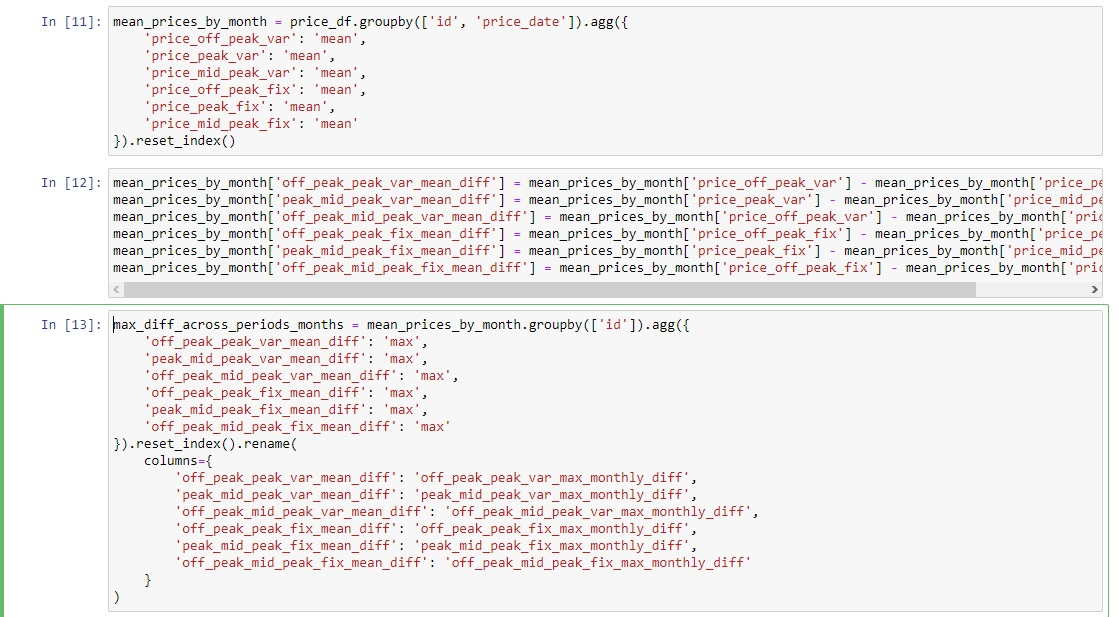 In [11]: mean_prices_by_month = price_df.groupby(['id', 'price_date']).agg({
    'price_off_peak_var': 'mean',
    'price_peak_var': 'mean',
    'price_mid_peak_var': 'mean',
    'price_off_peak_fix': 'mean',
    'price_peak_fix': 'mean',
    'price_mid_peak_fix': 'mean'
}).reset_index()
In [12]: mean_prices_by_month['off_peak_peak_var_mean_diff'] = mean_prices_by_month['price_off_peak_var'] - mean_prices_by_month['price_pe
mean_prices_by_month['peak_mid_peak_var_mean_diff'] = mean_prices_by_month['price_peak_var'] - mean_prices_by_month['price_mid_pe
mean_prices_by_month['off_peak_mid_peak_var_mean_diff'] = mean_prices_by_month['price_off_peak_var'] - mean_prices_by_month['pric
mean_prices_by_month['off_peak_peak_fix_mean_diff'] = mean_prices_by_month['price_off_peak_fix'] - mean_prices_by_month['price_pe
mean_prices_by_month['peak_mid_peak_fix_mean_diff'] = mean_prices_by_month['price_peak_fix'] - mean_prices_by_month['price_mid_pe
mean_prices_by_month['off_peak_mid_peak_fix_mean_diff'] = mean_prices_by_month['price_off_peak_fix'] - mean_prices_by_month['pric
In [13]: max_diff_across_periods_months = mean_prices_by_month.groupby(['id']).agg({
    'off_peak_peak_var_mean_diff': 'max',
    'peak_mid_peak_var_mean_diff': 'max',
    'off_peak_mid_peak_var_mean_diff': 'max',
    'off_peak_peak_fix_mean_diff': 'max',
    'peak_mid_peak_fix_mean_diff': 'max',
    'off_peak_mid_peak_fix_mean_diff': 'max'
}).reset_index().rename(
    columns={
        'off_peak_peak_var_mean_diff': 'off_peak_peak_var_max_monthly_diff',
        'peak_mid_peak_var_mean_diff': 'peak_mid_peak_var_max_monthly_diff',
        'off_peak_mid_peak_var_mean_diff': 'off_peak_mid_peak_var_max_monthly_diff',
        'off_peak_peak_fix_mean_diff': 'off_peak_peak_fix_max_monthly_diff',
        'peak_mid_peak_fix_mean_diff': 'peak_mid_peak_fix_max_monthly_diff',
        'off_peak_mid_peak_fix_mean_diff': 'off_peak_mid_peak_fix_max_monthly_diff'
    }
)